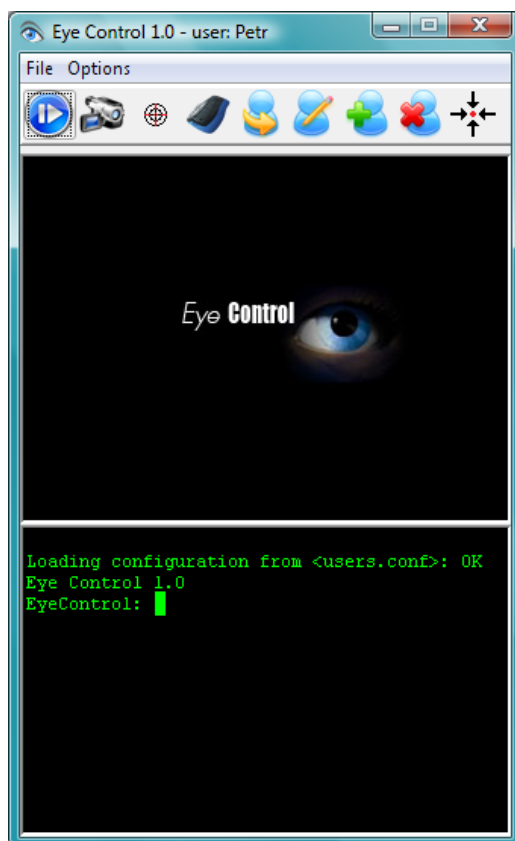 Eye Control 1.0 - user: Petr
File Options
Eye Control
Loading configuration from <users.conf>: OK
Eye Control 1.0
EyeControl: